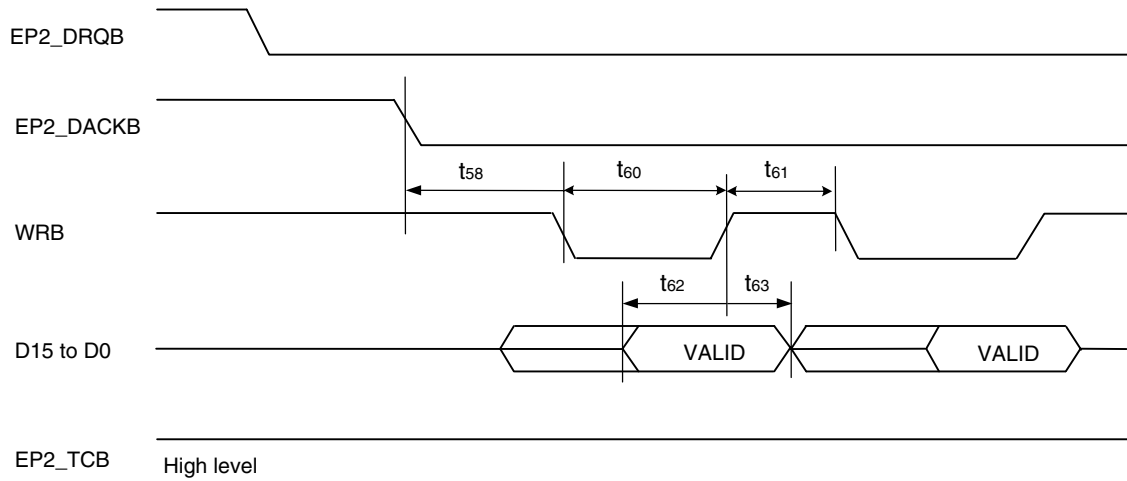 EP2_DRQB
EP2_DACKB
t58 t60 t61
WRB
t62 t63
D15 to D0 VALID VALID
EP2_TCB High level